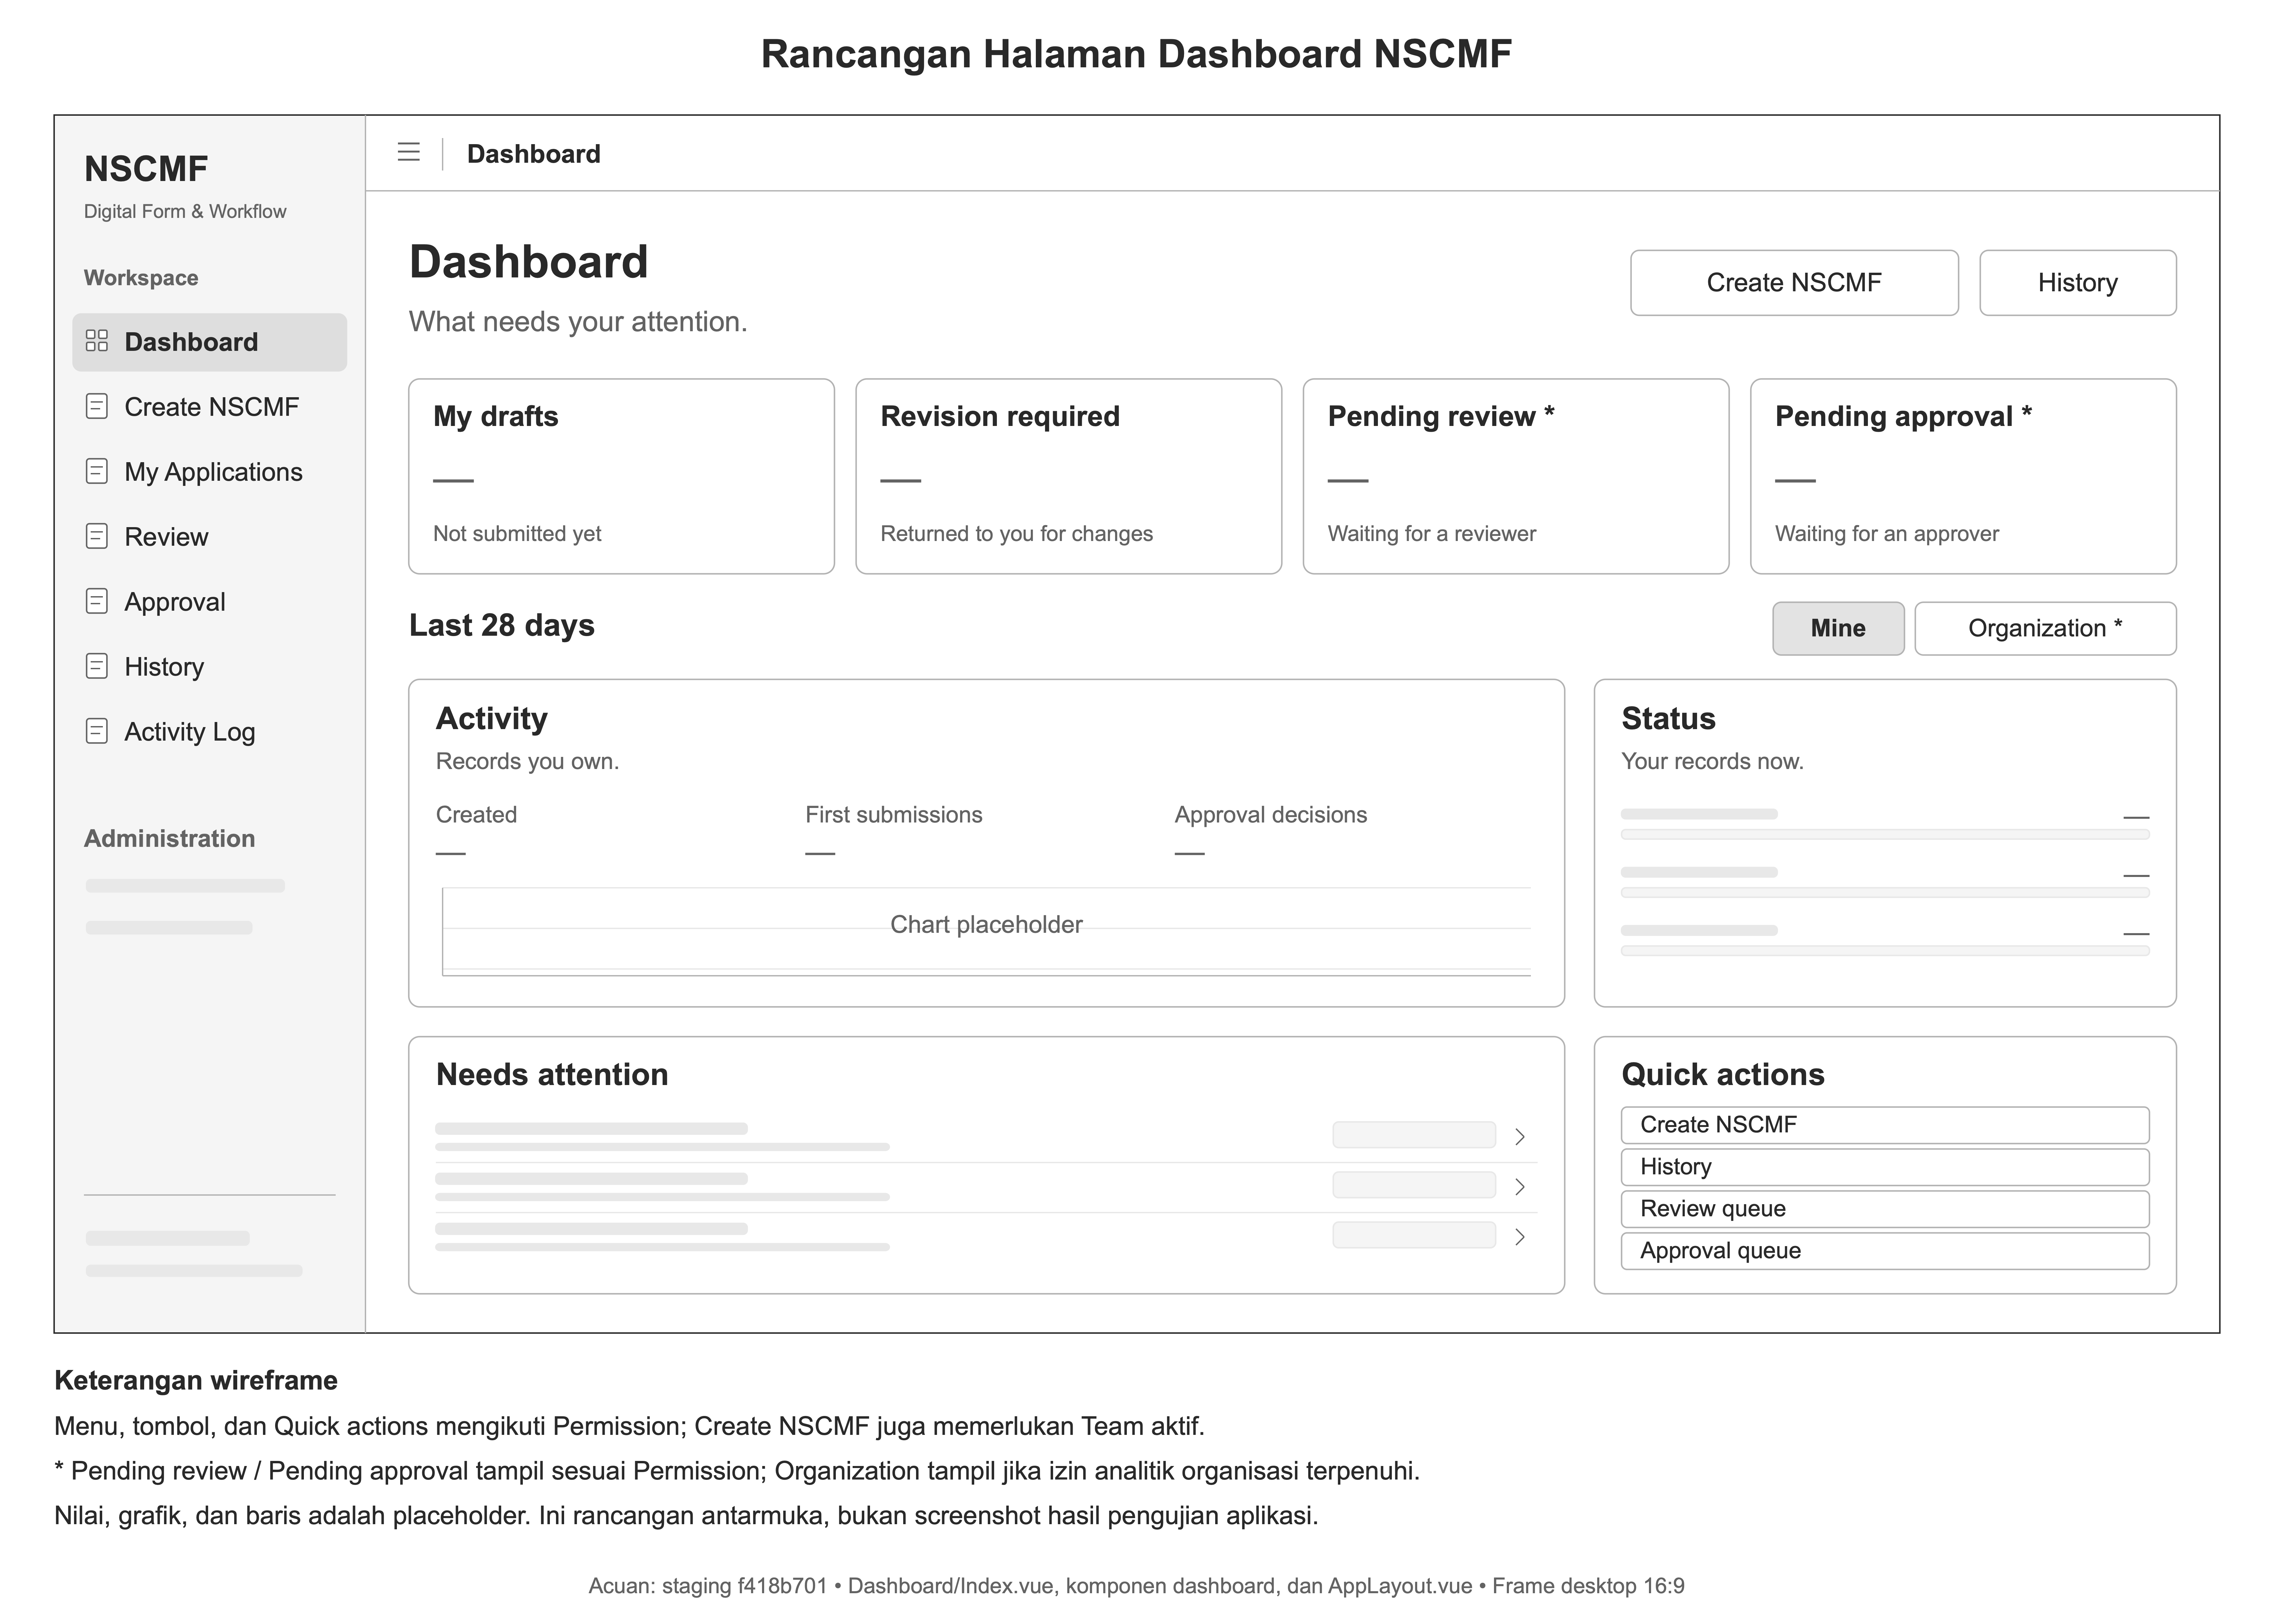 Rancangan Halaman Dashboard NSCMF
NSCMF
Digital Form & Workflow
Workspace
Dashboard
Create NSCMF
My Applications
Review
Approval
History
Activity Log
Administration
Dashboard
Dashboard
What needs your attention.
Create NSCMF
History
My drafts
Not submitted yet
Revision required
Returned to you for changes
Pending review *
Waiting for a reviewer
Pending approval *
Waiting for an approver
Last 28 days
Mine
Organization *
Activity
Records you own.
Created
First submissions
Approval decisions
Chart placeholder
Status
Your records now.
Needs attention
Quick actions
Create NSCMF
History
Review queue
Approval queue
Keterangan wireframe
Menu, tombol, dan Quick actions mengikuti Permission; Create NSCMF juga memerlukan Team aktif.
* Pending review / Pending approval tampil sesuai Permission; Organization tampil jika izin analitik organisasi terpenuhi.
Nilai, grafik, dan baris adalah placeholder. Ini rancangan antarmuka, bukan screenshot hasil pengujian aplikasi.
Acuan: staging f418b701 • Dashboard/Index.vue, komponen dashboard, dan AppLayout.vue • Frame desktop 16:9